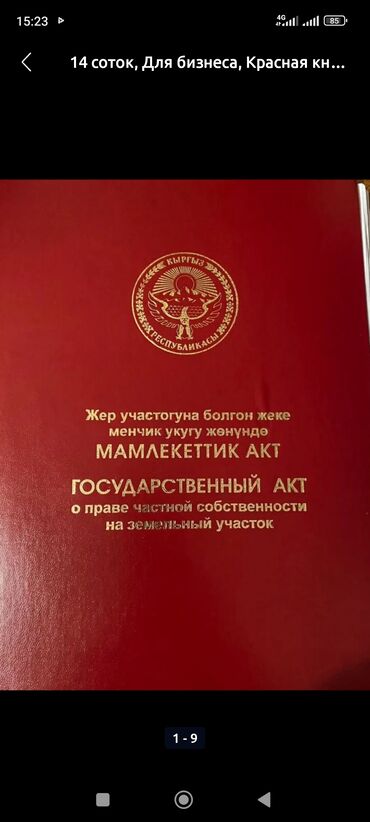 15:23
4G
85
14 соток, Для бизнеса, Красная кн...
КЫРГЫЗ
РЕСПУБЛИКАСЫ
Жер участогуна болгон жеке
менчик укугу жөнүндө
МАМЛЕКЕТТИК АКТ
ГОСУДАРСТВЕННЫЙ АКТ
о праве частной собственности
на земельный участок
1 - 9